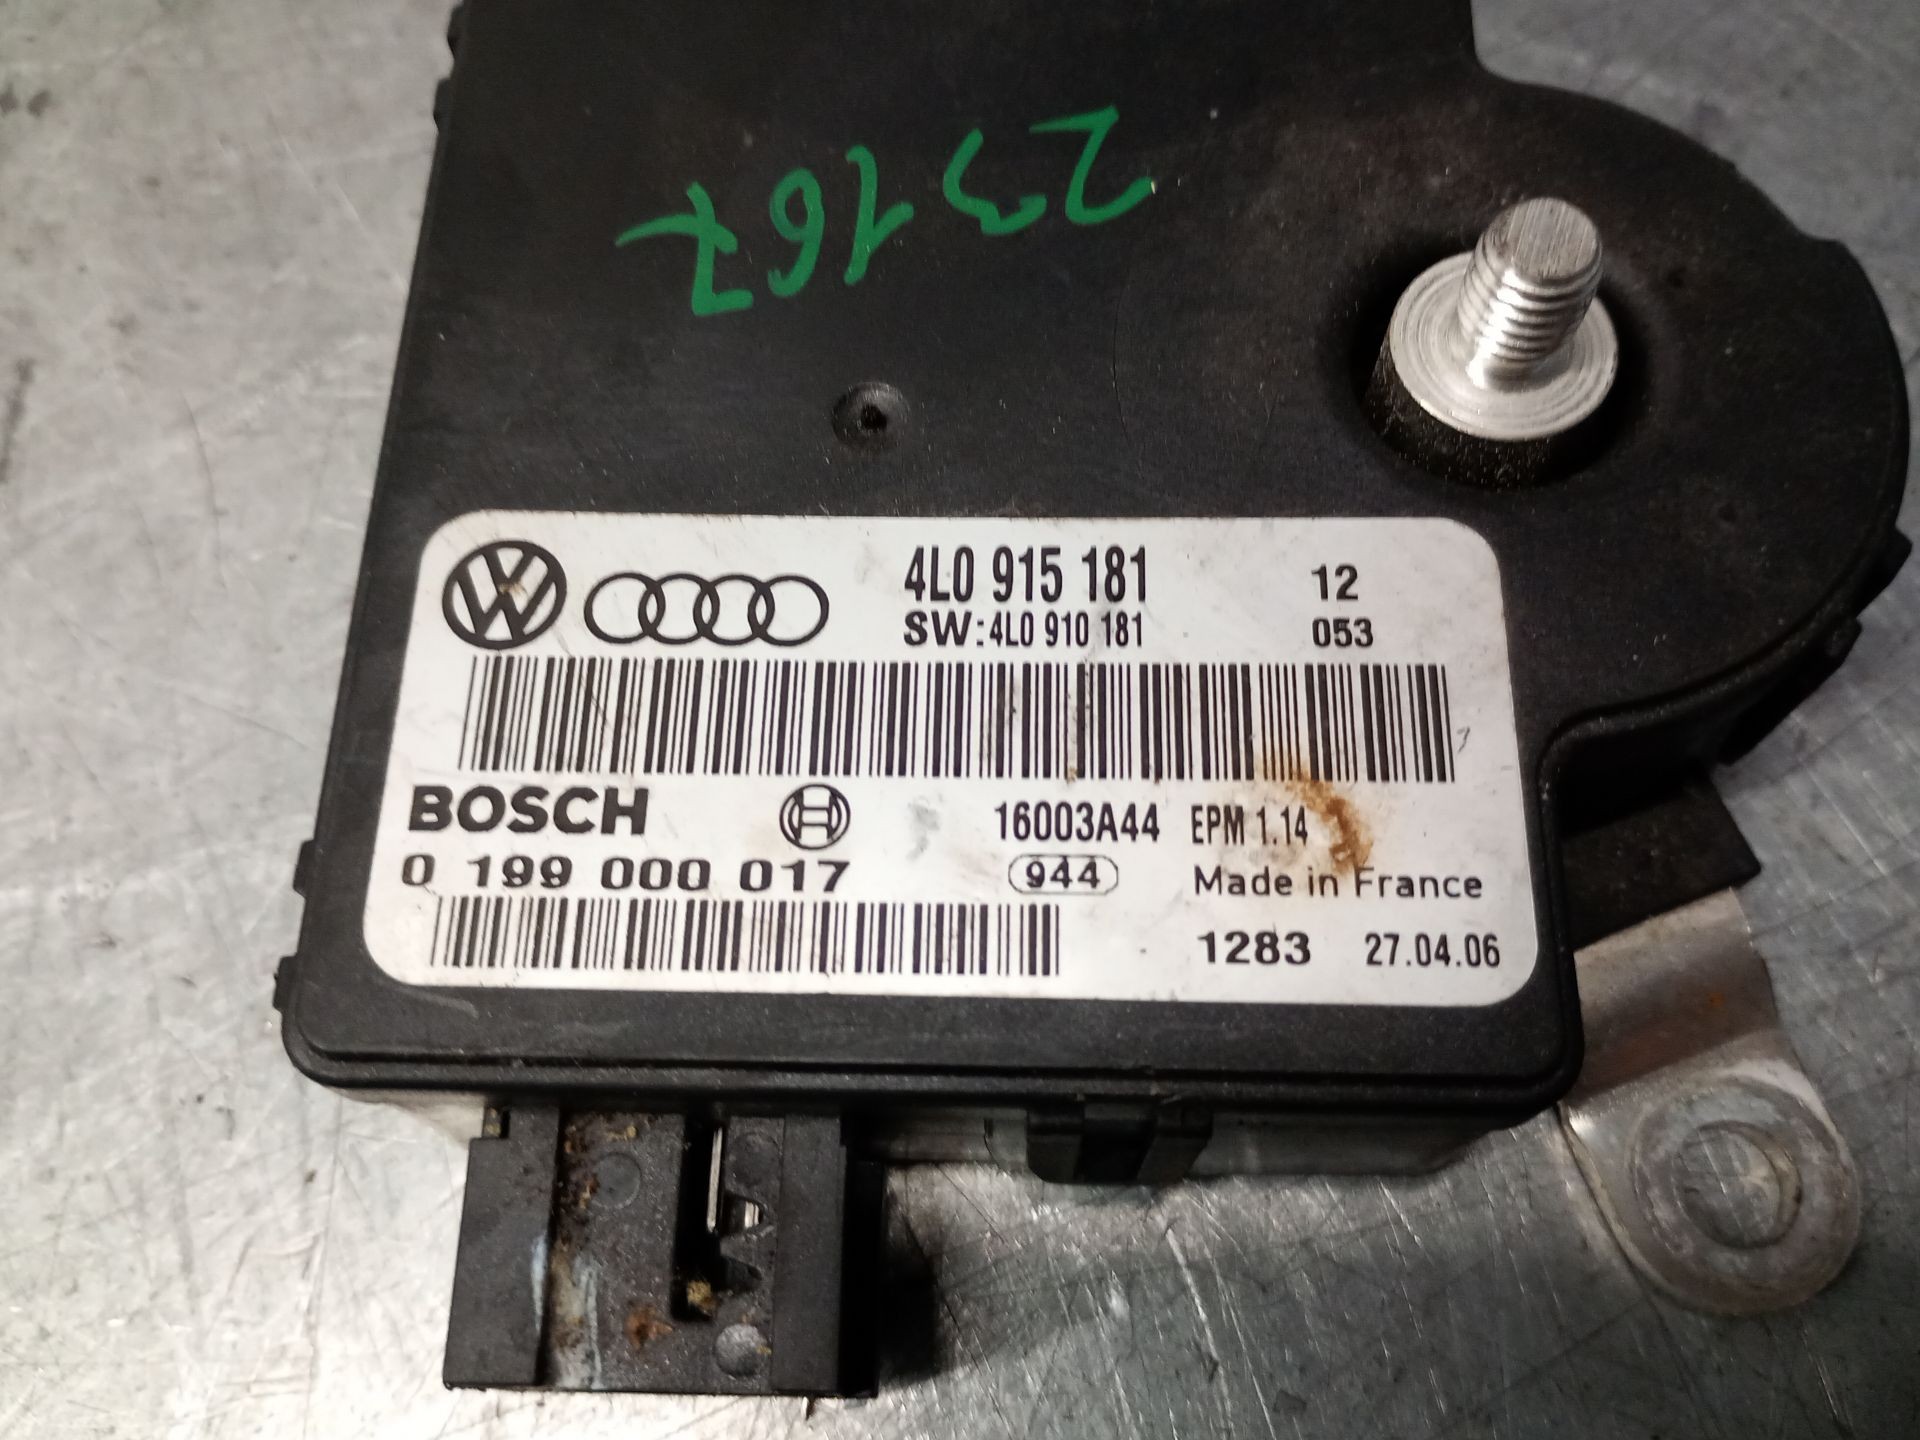 23167
4L0 915 181 12
SW:4L0 910 181 053
BOSCH 16003A44 EPM 1.14
0 199 000 017 944 Made in France
1283 27.04.06